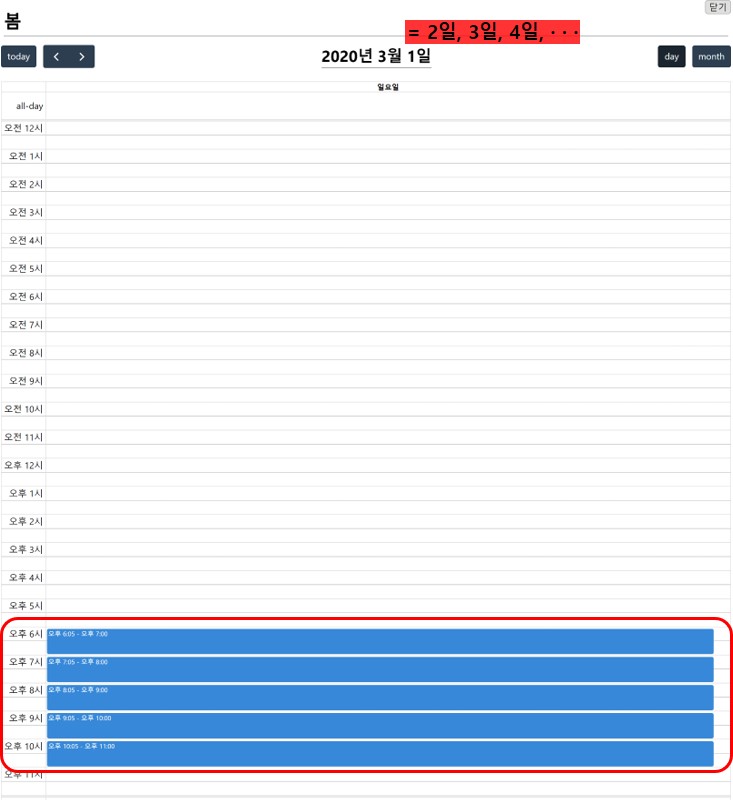 닫기
봄
= 2일, 3일, 4일, · · ·
today
2020년 3월 1일
day
month
일요일
all-day
오전 12시
오전 1시
오전 2시
오전 3시
오전 4시
오전 5시
오전 6시
오전 7시
오전 8시
오전 9시
오전 10시
오전 11시
오후 12시
오후 1시
오후 2시
오후 3시
오후 4시
오후 5시
오후 6시
오후 6:05 - 오후 7:00
오후 7시
오후 7:05 - 오후 8:00
오후 8시
오후 8:05 - 오후 9:00
오후 9시
오후 9:05 - 오후 10:00
오후 10시
오후 10:05 - 오후 11:00
오후 11시